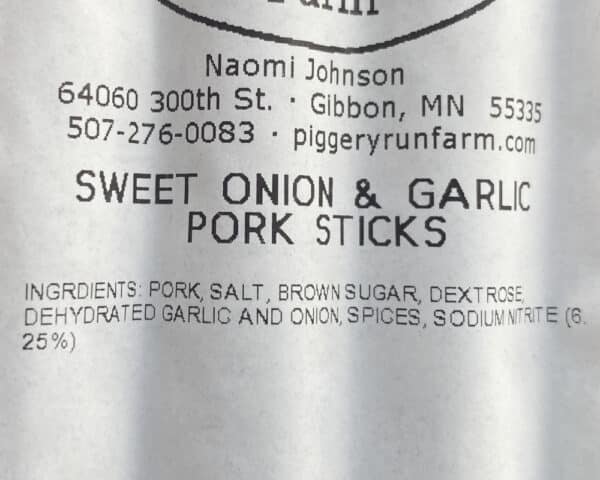 Farm
Naomi Johnson
64060 300th St. · Gibbon, MN 55335
507-276-0083 · piggeryrunfarm.com
SWEET ONION & GARLIC
PORK STICKS
INGRDIENTS: PORK, SALT, BROWN SUGAR, DEXTROSE,
DEHYDRATED GARLIC AND ONION, SPICES, SODIUM NITRITE (6.
25%)